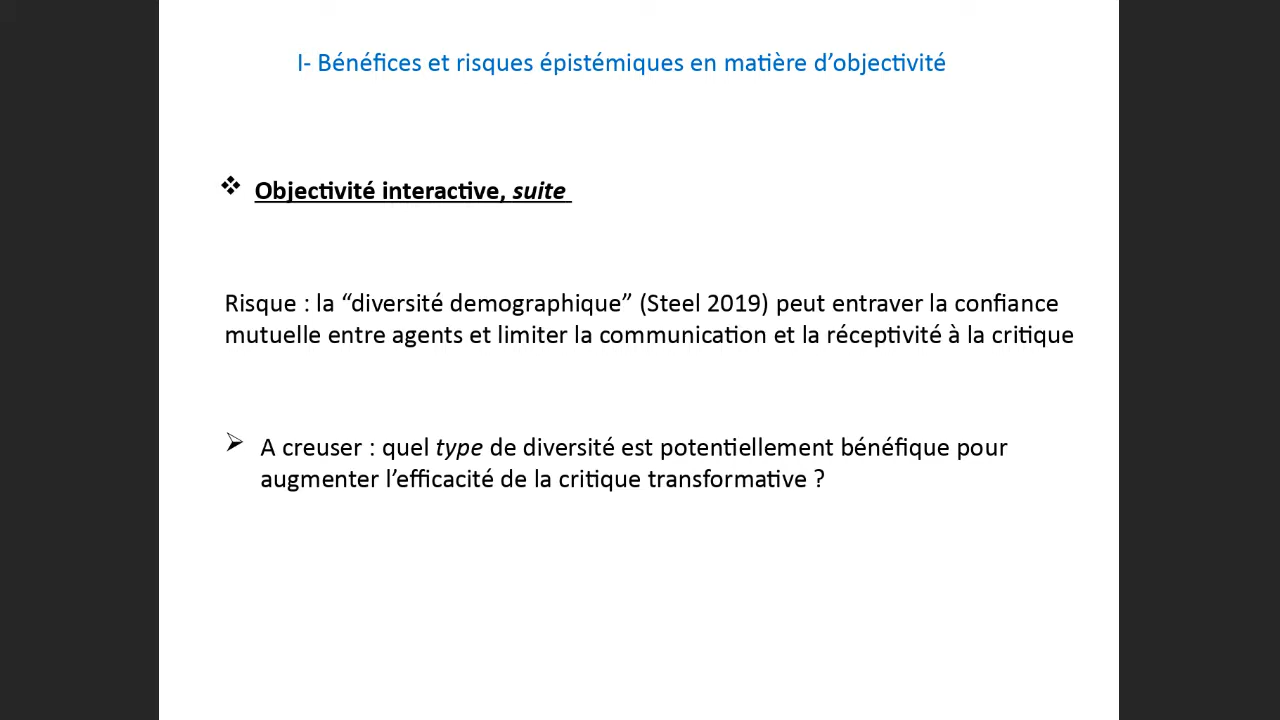 I- Bénéfices et risques épistémiques en matière d’objectivité
❖ Objectivité interactive, suite
Risque : la “diversité demographique” (Steel 2019) peut entraver la confiance
mutuelle entre agents et limiter la communication et la réceptivité à la critique
➢ A creuser : quel type de diversité est potentiellement bénéfique pour
augmenter l’efficacité de la critique transformative ?